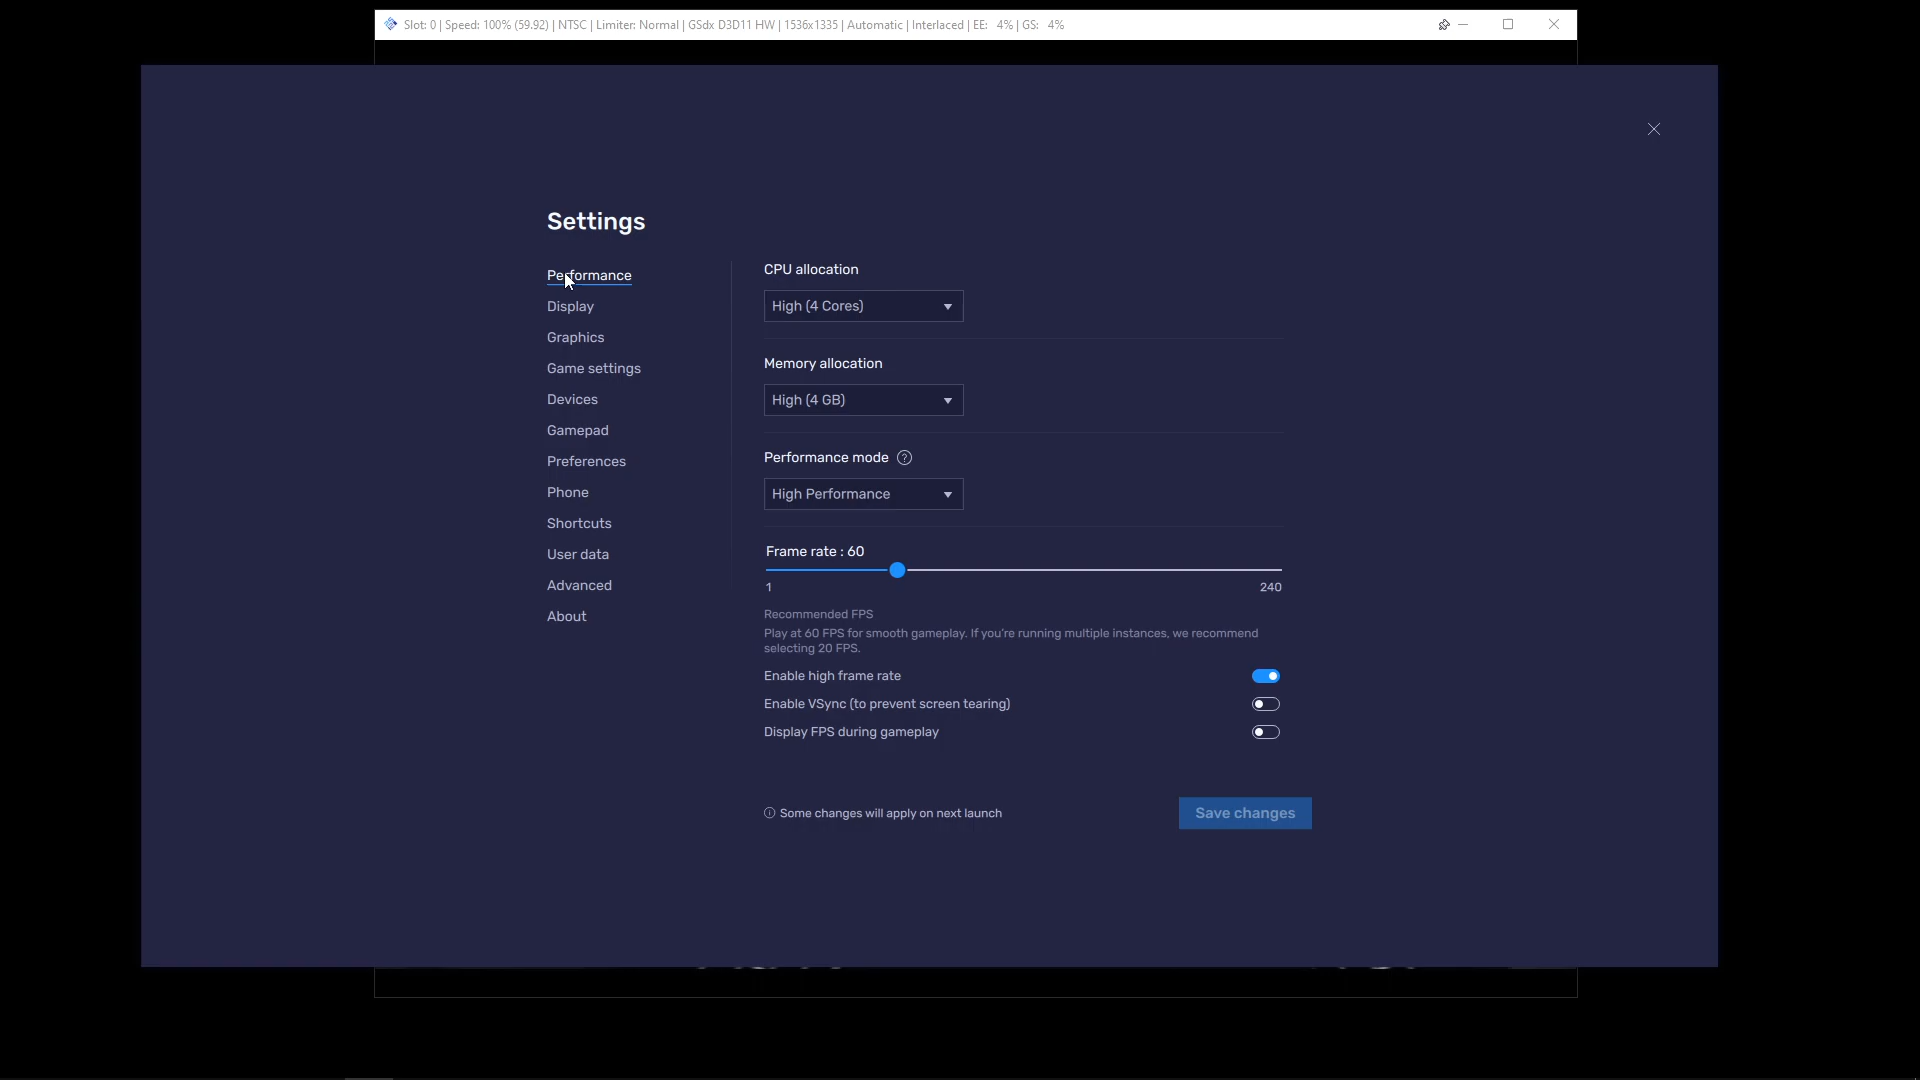 Slot: 0 | Speed: 100% (59.92) | NTSC | Limiter: Normal | GSdx D3D11 HW | 1536x1335 | Automatic | Interlaced | EE: 4% | GS: 4%
Settings
Performance
Display
Graphics
Game settings
Devices
Gamepad
Preferences
Phone
Shortcuts
User data
Advanced
About
CPU allocation
High (4 Cores)
Memory allocation
High (4 GB)
Performance mode
High Performance
Frame rate : 60
1 240
Recommended FPS
Play at 60 FPS for smooth gameplay. If you're running multiple instances, we recommend
selecting 20 FPS.
Enable high frame rate
Enable VSync (to prevent screen tearing)
Display FPS during gameplay
Some changes will apply on next launch
Save changes